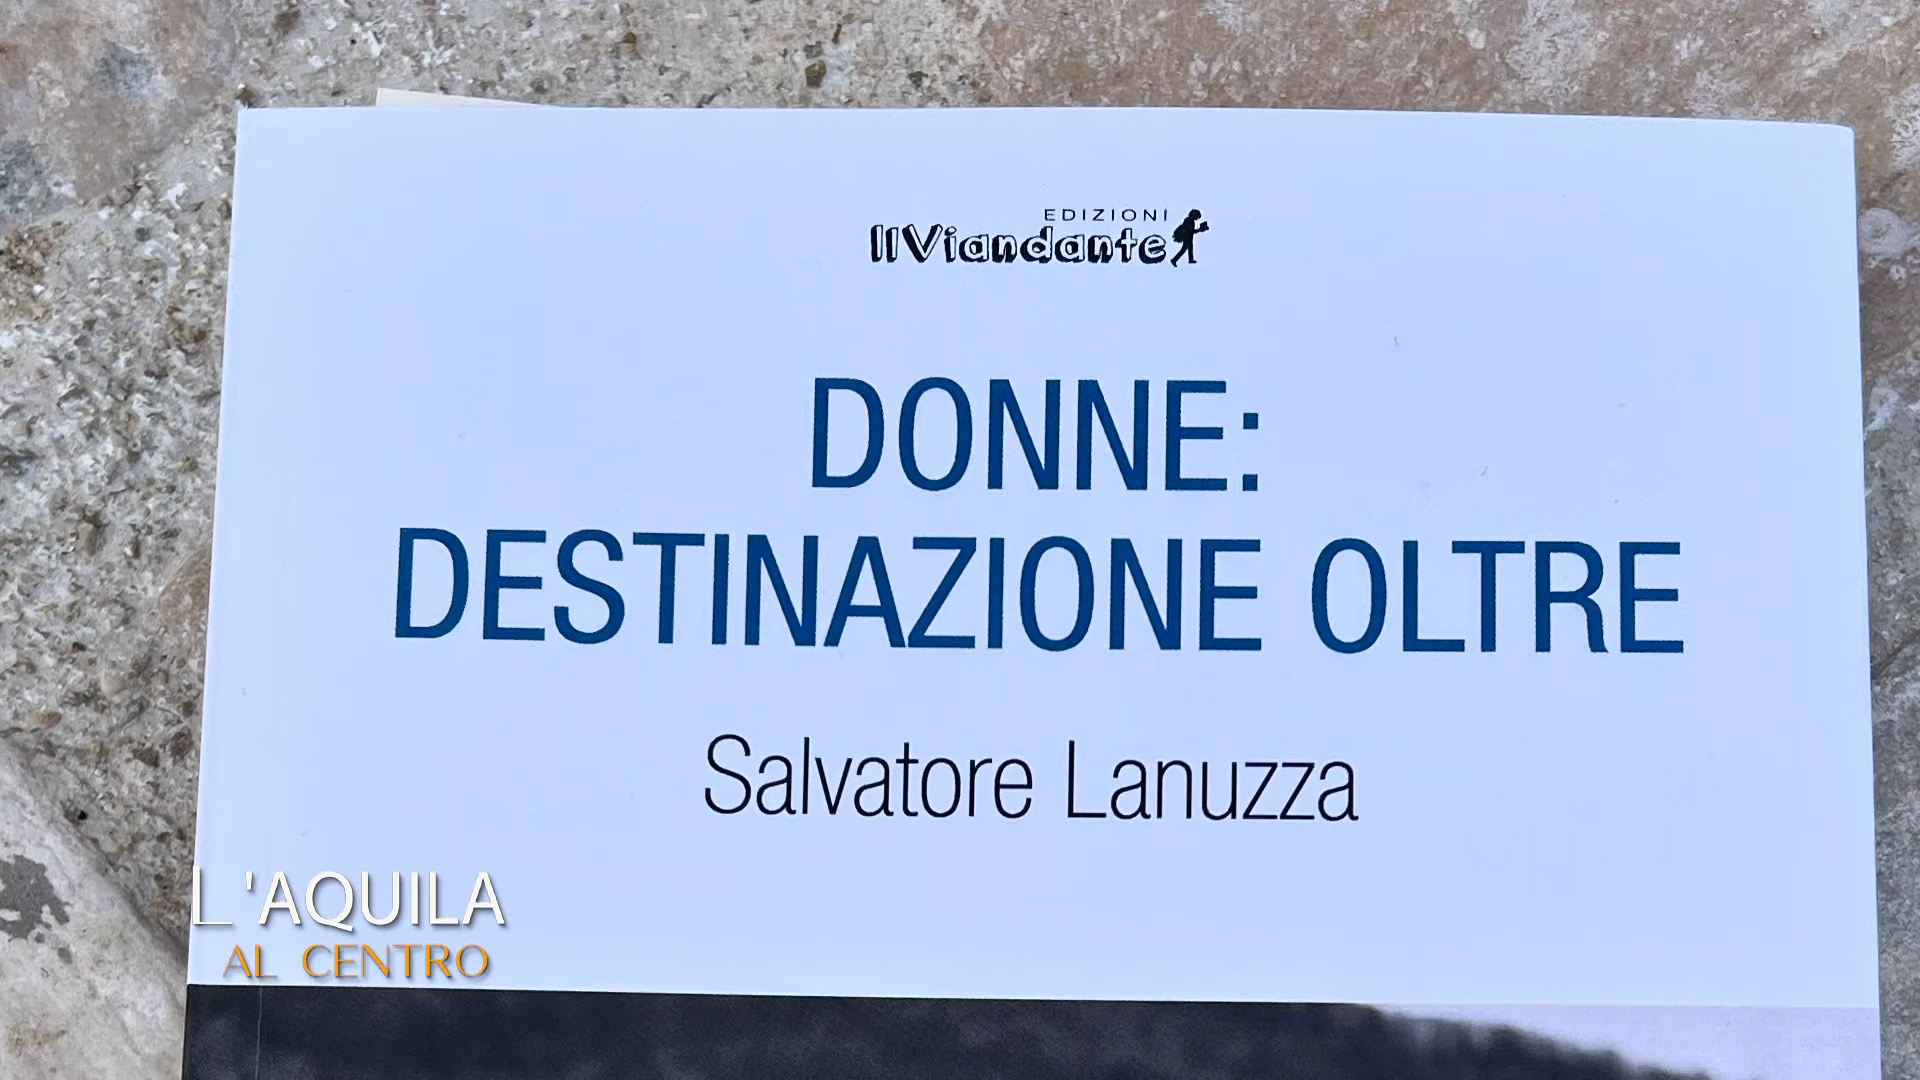 EDIZIONI
IlViandante
DONNE:
DESTINAZIONE OLTRE
Salvatore Lanuzza
L'AQUILA
AL CENTRO